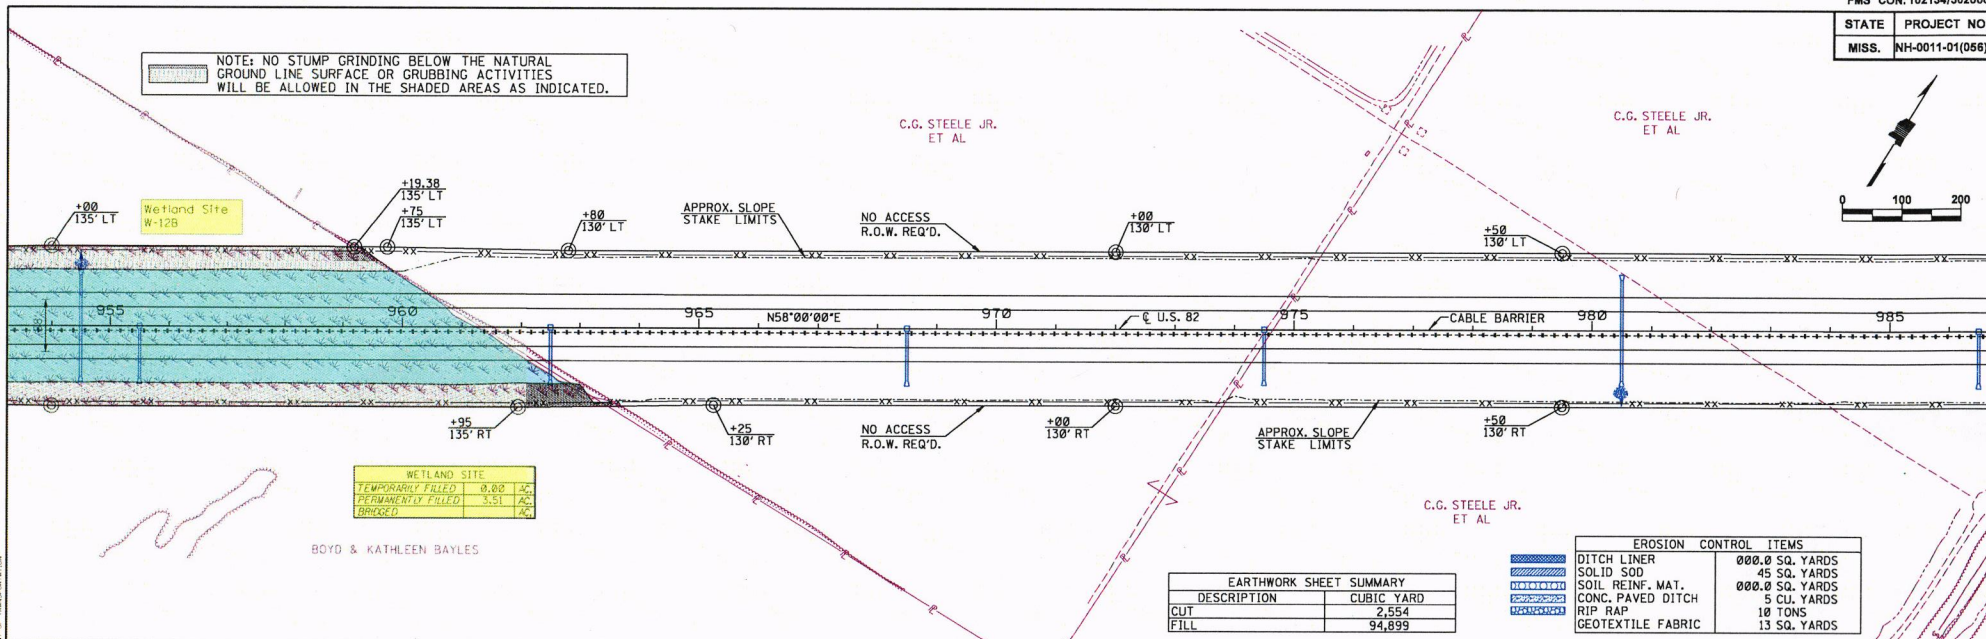 STATE PROJECT NO
MISS. NH-0011-01(056)
NOTE: NO STUMP GRINDING BELOW THE NATURAL
GROUND LINE SURFACE OR GRUBBING ACTIVITIES
WILL BE ALLOWED IN THE SHADED AREAS AS INDICATED.
C.G. STEELE JR.
ET AL
C.G. STEELE JR.
ET AL
0 100 200
+00
135' LT
Wetland Site
W-12B
+19.38
135' LT
+75
135' LT
+80
130' LT
APPROX. SLOPE
STAKE LIMITS
NO ACCESS
R.O.W. REQ'D.
+00
130' LT
+50
130' LT
955 960 965 N58°00'00"E 970 ℄ U.S. 82 975 CABLE BARRIER 980 985
+95
135' RT
+25
130' RT
NO ACCESS
R.O.W. REQ'D.
+00
130' RT
APPROX. SLOPE
STAKE LIMITS
+50
130' RT
WETLAND SITE
TEMPORARILY FILLED 0.00 AC.
PERMANENTLY FILLED 3.51 AC.
BRIDGED AC.
BOYD & KATHLEEN BAYLES
C.G. STEELE JR.
ET AL
EARTHWORK SHEET SUMMARY
DESCRIPTION CUBIC YARD
CUT 2,554
FILL 94,899
EROSION CONTROL ITEMS
DITCH LINER 000.0 SQ. YARDS
SOLID SOD 45 SQ. YARDS
SOIL REINF. MAT. 000.0 SQ. YARDS
CONC. PAVED DITCH 5 CU. YARDS
RIP RAP 10 TONS
GEOTEXTILE FABRIC 13 SQ. YARDS